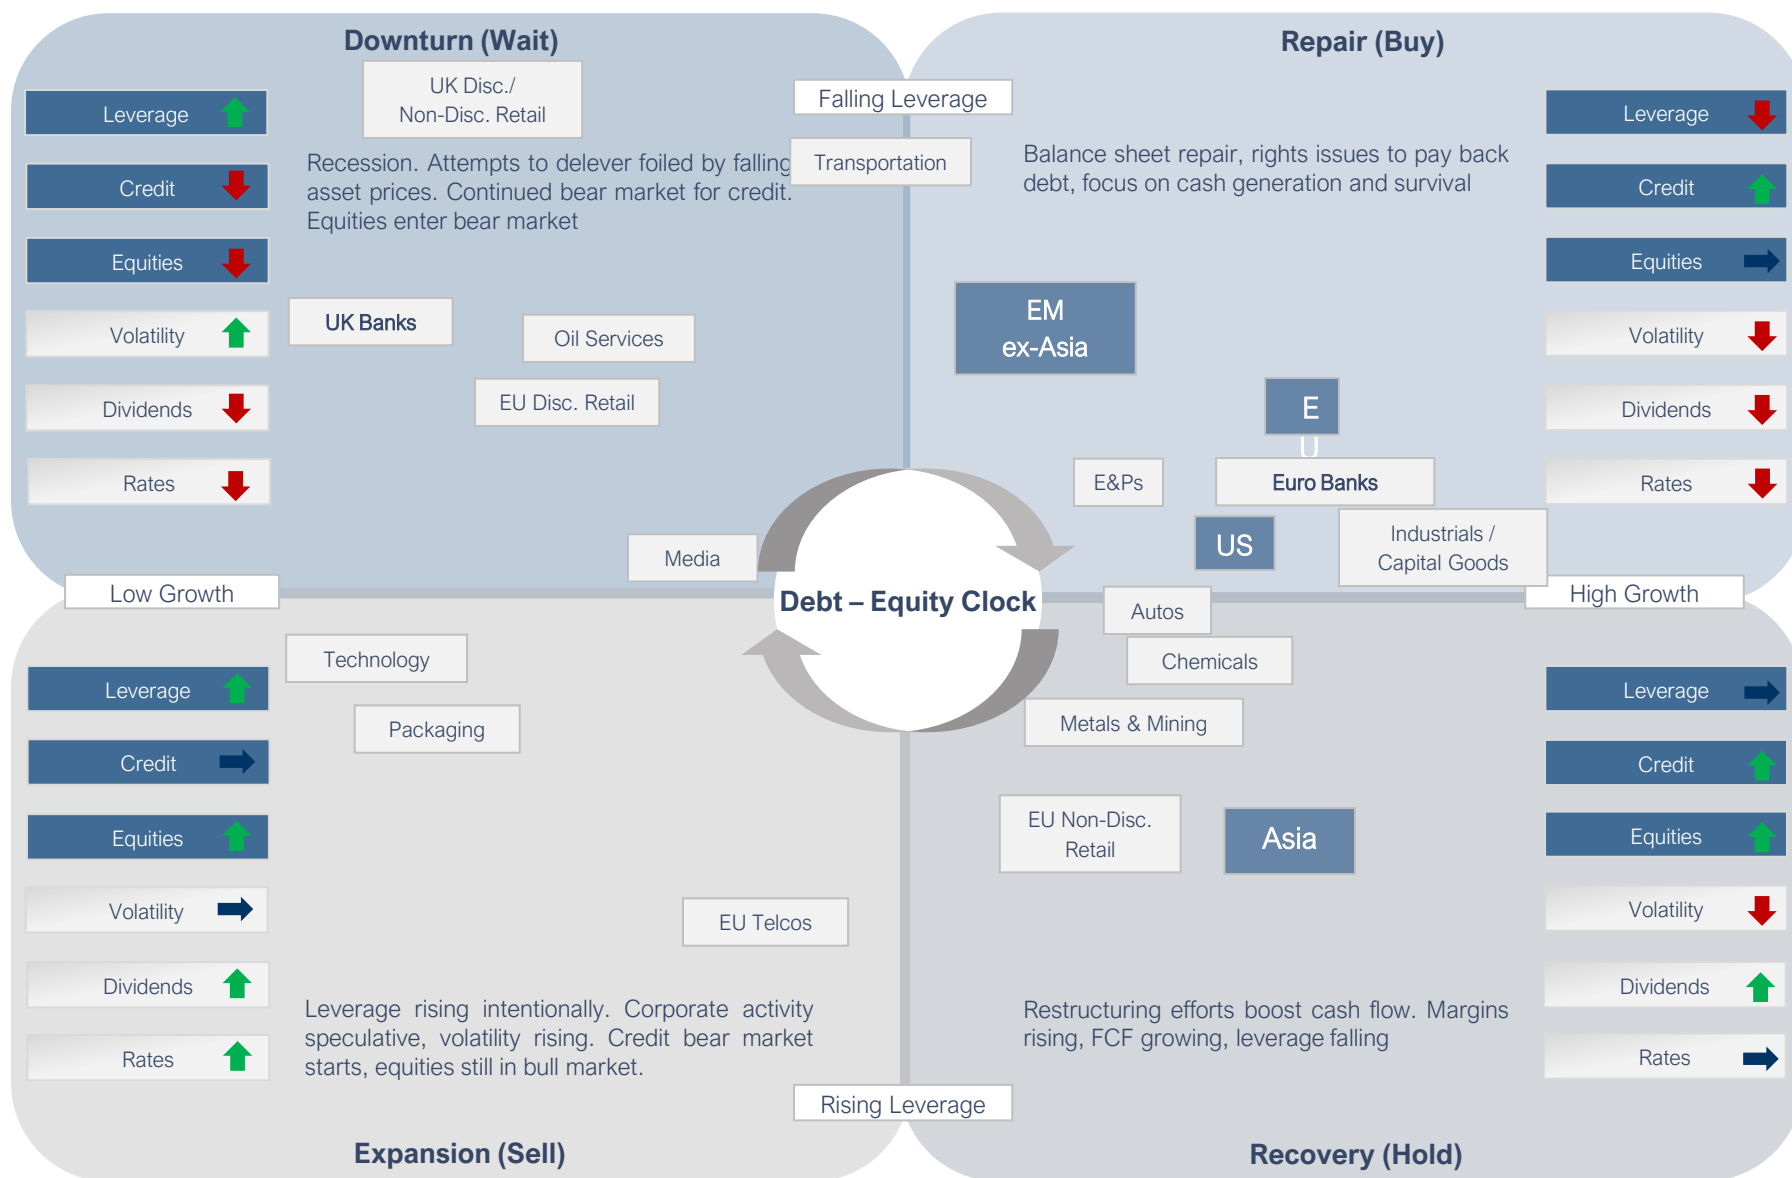 Downturn (Wait)
UK Disc./
Non-Disc. Retail
Leverage
Credit
Equities
Volatility
Dividends
Rates
Recession. Attempts to delever foiled by falling
asset prices. Continued bear market for credit.
Equities enter bear market
UK Banks
Oil Services
EU Disc. Retail
Media
Falling Leverage
Transportation
Repair (Buy)
Balance sheet repair, rights issues to pay back
debt, focus on cash generation and survival
Leverage
Credit
Equities
Volatility
Dividends
Rates
EM
ex-Asia
E
U
E&Ps
Euro Banks
US
Industrials /
Capital Goods
Low Growth
Debt – Equity Clock
High Growth
Technology
Packaging
Leverage
Credit
Equities
Volatility
Dividends
Rates
EU Telcos
Leverage rising intentionally. Corporate activity
speculative, volatility rising. Credit bear market
starts, equities still in bull market.
Expansion (Sell)
Rising Leverage
Autos
Chemicals
Metals & Mining
EU Non-Disc.
Retail
Asia
Leverage
Credit
Equities
Volatility
Dividends
Rates
Restructuring efforts boost cash flow. Margins
rising, FCF growing, leverage falling
Recovery (Hold)